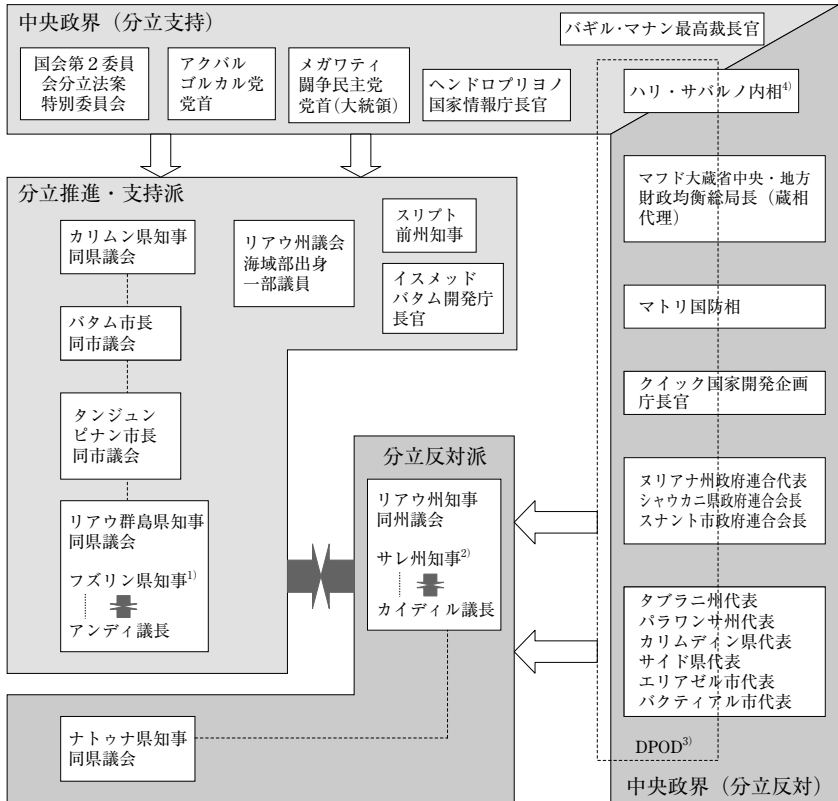 中央政界（分立支持）
バギル・マナン最高裁長官
国会第２委員
会分立法案
特別委員会
アクバル
ゴルカル党
党首
メガワティ
闘争民主党
党首(大統領)
ヘンドロプリヨノ
国家情報庁長官
ハリ・サバルノ内相4)
分立推進・支持派
カリムン県知事
同県議会
リアウ州議会
海域部出身
一部議員
スリプト
前州知事
イスメッド
バタム開発庁
長官
バタム市長
同市議会
タンジュン
ピナン市長
同市議会
リアウ群島県知事
同県議会
フズリン県知事1)
アンディ議長
分立反対派
リアウ州知事
同州議会
サレ州知事2)
カイディル議長
ナトゥナ県知事
同県議会
マフド大蔵省中央・地方
財政均衡総局長（蔵相
代理）
マトリ国防相
クイック国家開発企画
庁長官
ヌリアナ州政府連合代表
シャウカニ県政府連合会長
スナント市政府連合会長
タブラニ州代表
パラワンサ州代表
カリムディン県代表
サイド県代表
エリアゼル市代表
バクティアル市代表
DPOD3)
中央政界（分立反対）